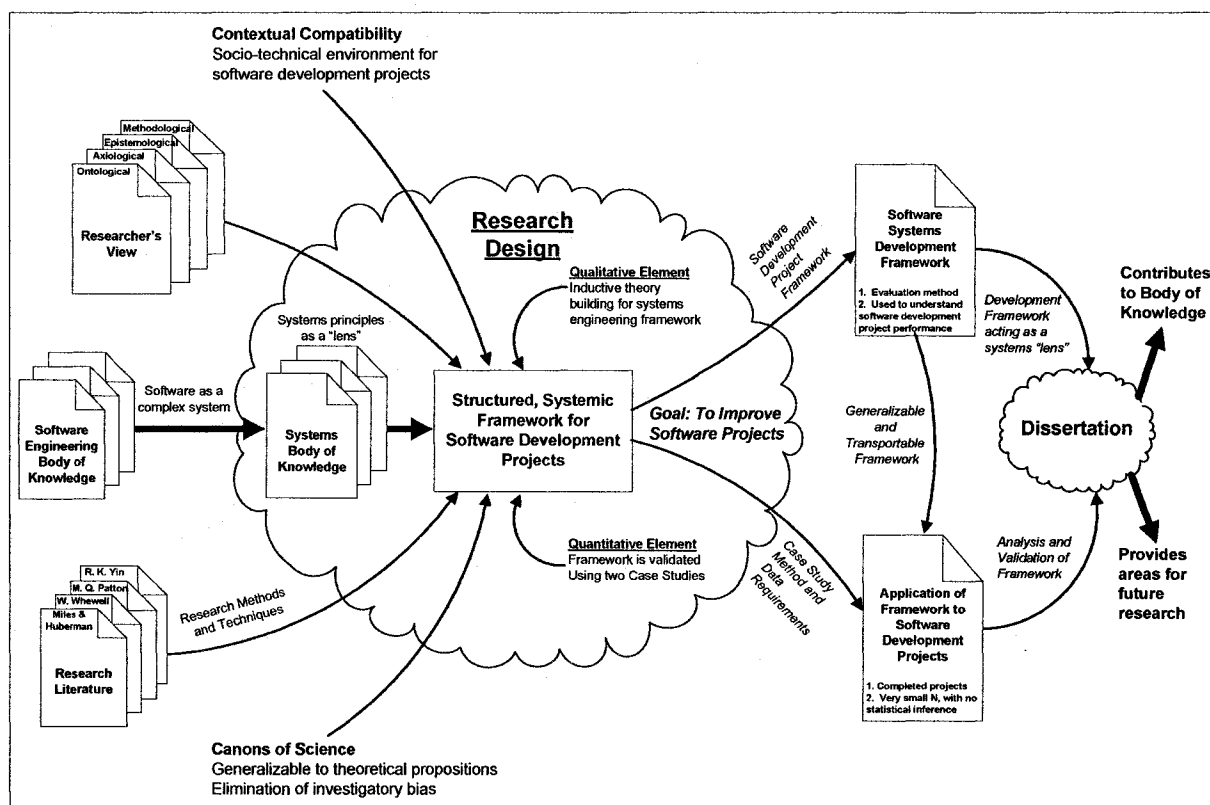 Contextual Compatibility
Socio-technical environment for
software development projects
Methodological
Epistemological
Axiological
Ontological
Researcher's
View
Research
Design
Qualitative Element
Inductive theory
building for systems
engineering framework
Systems principles
as a "lens"
Software as a
complex system
Software
Engineering
Body of
Knowledge
Systems
Body of
Knowledge
Structured, Systemic
Framework for
Software Development
Projects
Goal: To Improve
Software Projects
Quantitative Element
Framework is validated
Using two Case Studies
R. K. Yin
M. Q. Patton
W. Whewell
Miles &
Huberman
Research
Literature
Research Methods
and Techniques
Canons of Science
Generalizable to theoretical propositions
Elimination of investigatory bias
Software
Development
Project
Framework
Case Study
Method and
Data
Requirements
Software
Systems
Development
Framework
1. Evaluation method
2. Used to understand
software development
project performance
Development
Framework
acting as a
systems "lens"
Generalizable
and
Transportable
Framework
Application of
Framework to
Software
Development
Projects
1. Completed projects
2. Very small N, with no
statistical inference
Analysis and
Validation of
Framework
Dissertation
Contributes
to Body of
Knowledge
Provides
areas for
future
research